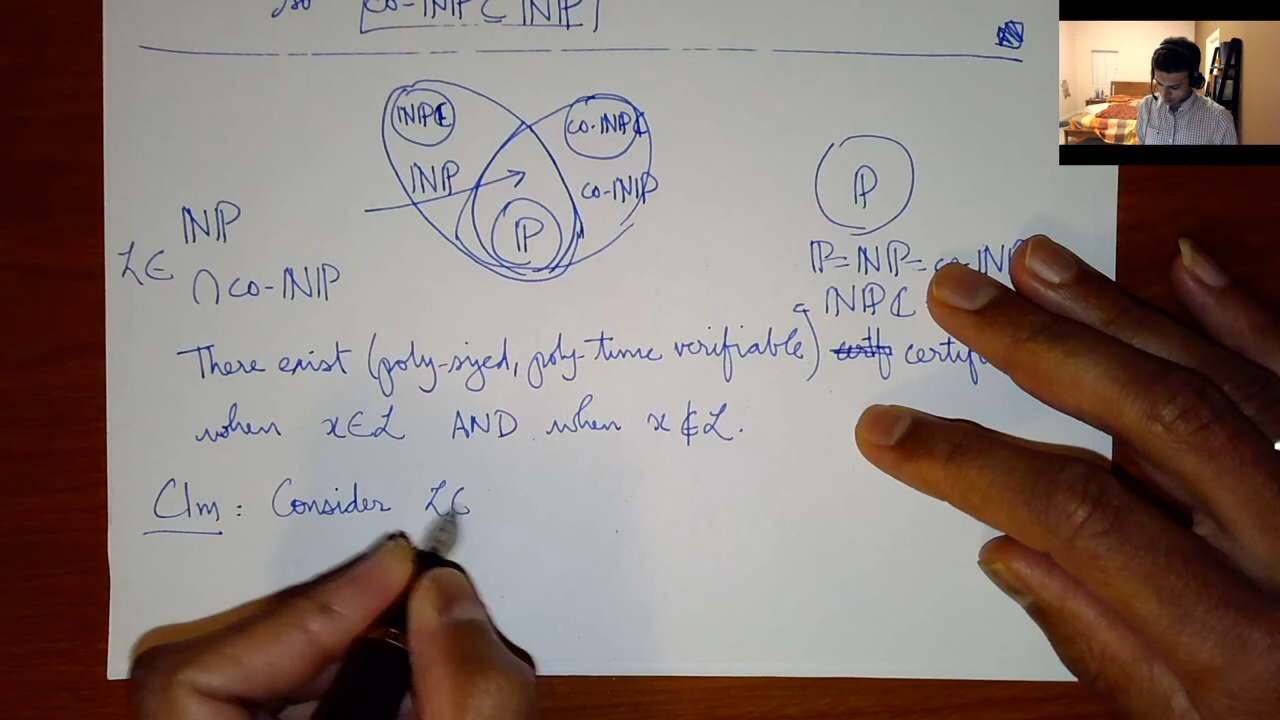 co-NP ⊆ NP
NPC
co-NPC
NP
co-NP
P
P
NP
P = NP = co-NP
L ∈
∩ co-NP
NPC
There exist (poly-sized, poly-time verifiable)
when x ∈ L AND when x ∉ L.
Clm : Consider L ∈